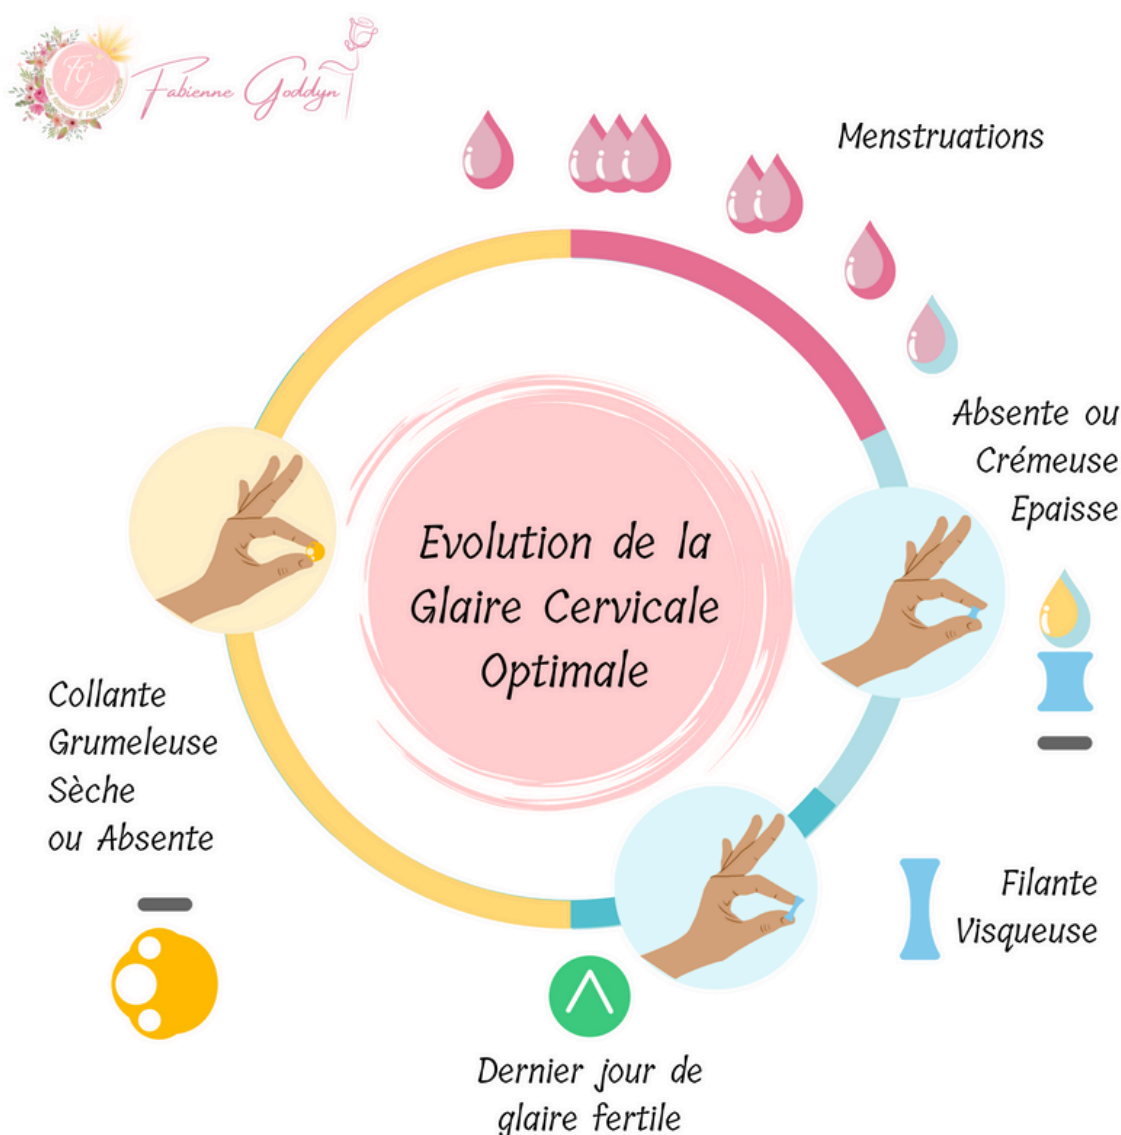 FG
Fabienne Goddyn
Menstruations
Absente ou
Crémeuse
Epaisse
Evolution de la
Glaire Cervicale
Optimale
Collante
Grumeleuse
Sèche
ou Absente
Filante
Visqueuse
Dernier jour de
glaire fertile